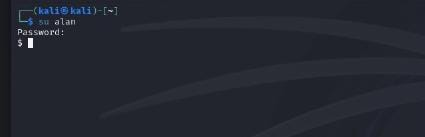 ┌──(kali㉿kali)-[~]
└─$ su alan
Password:
$